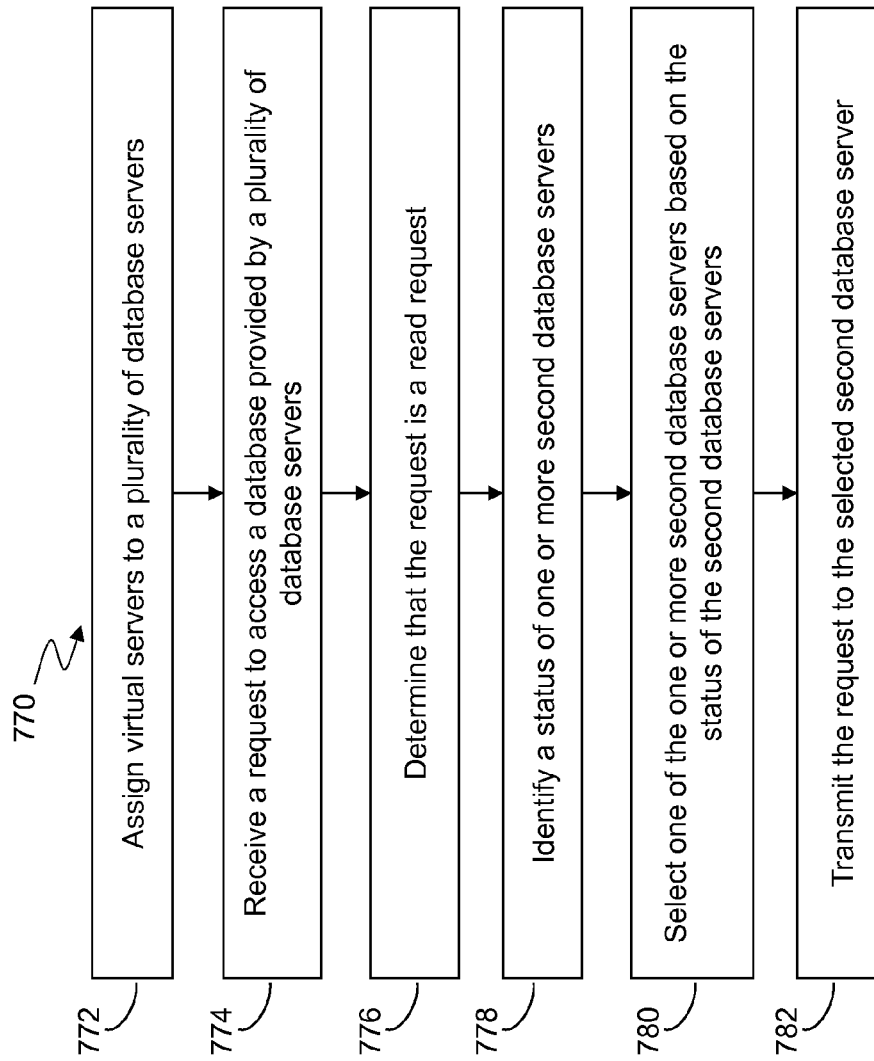 770
772
Assign virtual servers to a plurality of database servers
774
Receive a request to access a database provided by a plurality of
database servers
776
Determine that the request is a read request
778
Identify a status of one or more second database servers
780
Select one of the one or more second database servers based on the
status of the second database servers
782
Transmit the request to the selected second database server